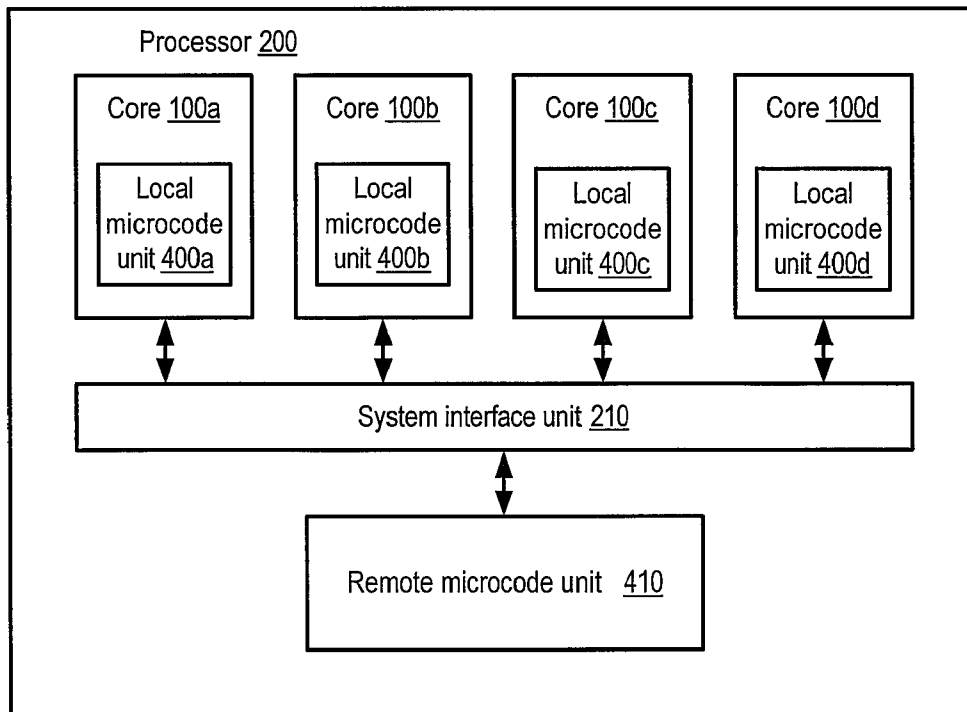 Processor 200
Core 100a
Local
microcode
unit 400a
Core 100b
Local
microcode
unit 400b
Core 100c
Local
microcode
unit 400c
Core 100d
Local
microcode
unit 400d
System interface unit 210
Remote microcode unit 410